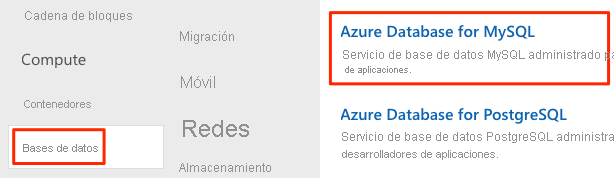 Cadena de bloques
Compute
Contenedores
Bases de datos
Migración
Móvil
Redes
Almacenamiento
Azure Database for MySQL
Servicio de base de datos MySQL administrado
de aplicaciones.
Azure Database for PostgreSQL
Servicio de base de datos PostgreSQL administra
desarrolladores de aplicaciones.